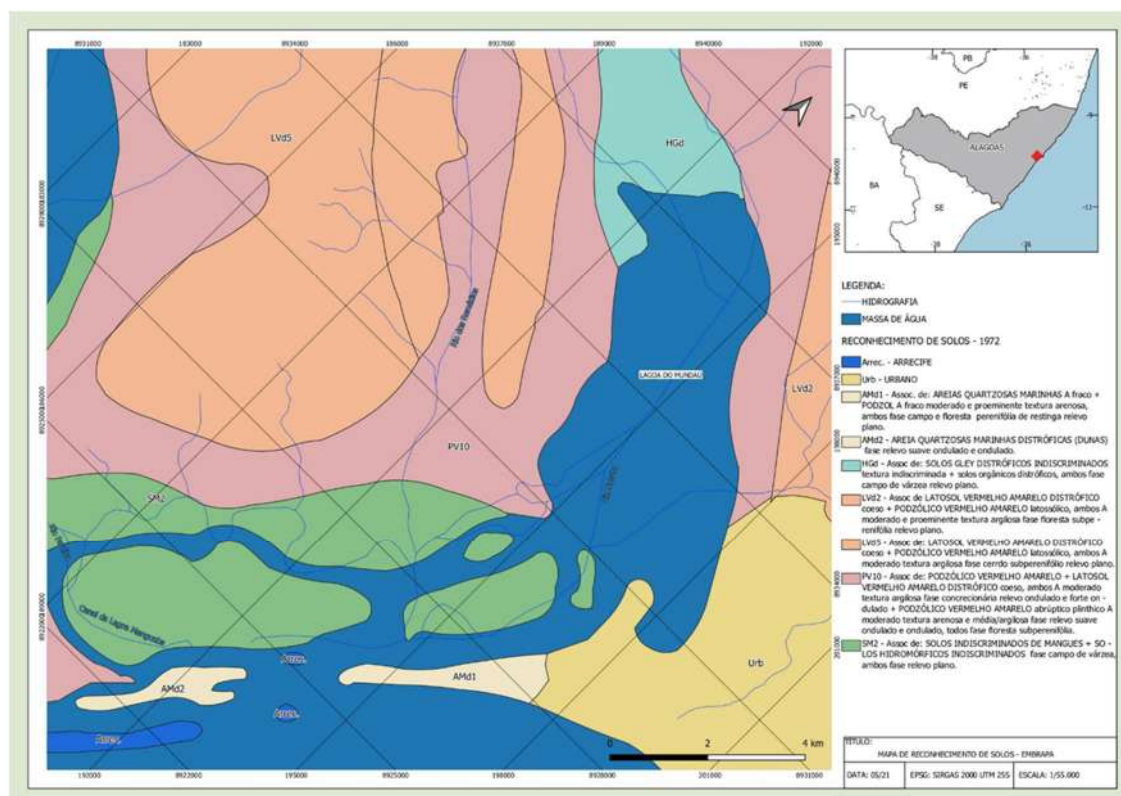 8931000 183000 8934000 186000 8937000 189000 8940000 192000
PB
PE
ALAGOAS
BA
SE
-9
-11
-38
-36
LVd5
HGd
Rio dos Remédios
LAGOA DO MUNDAÚ
LVd2
PV10
SM2
Canal da Lagoa Manguaba
Arrec.
AMd1
AMd2
Arrec.
Arrec.
Urb
0 2 4 km
8922000 195000 8925000 198000 8928000 201000 8931000
LEGENDA:
HIDROGRAFIA
MASSA DE ÁGUA
RECONHECIMENTO DE SOLOS - 1972
Arrec. - ARRECIFE
Urb - URBANO
AMd1 - Assoc. de: AREIAS QUARTZOSAS MARINHAS A fraco +
PODZOL A fraco moderado e proeminente textura arenosa,
ambos fase campo e floresta perenifólia de restinga relevo
plano.
AMd2 - AREIA QUARTZOSAS MARINHAS DISTRÓFICAS (DUNAS)
fase relevo suave ondulado e ondulado.
HGd - Assoc de: SOLOS GLEY DISTRÓFICOS INDISCRIMINADOS
textura indiscriminada + solos orgânicos distróficos, ambos fase
campo de várzea relevo plano.
LVd2 - Assoc de LATOSOL VERMELHO AMARELO DISTRÓFICO
coeso + PODZÓLICO VERMELHO AMARELO latossólico, ambos A
moderado e proeminente textura argilosa fase floresta subpe -
renifólia relevo plano.
LVd5 - Assoc de: LATOSOL VERMELHO AMARELO DISTRÓFICO
coeso + PODZÓLICO VERMELHO AMARELO latossólico, ambos A
moderado textura argilosa fase cerrdo subperenifólio relevo plano.
PV10 - Assoc de: PODZÓLICO VERMELHO AMARELO + LATOSOL
VERMELHO AMARELO DISTRÓFICO coeso, ambos A moderado
textura argilosa fase concrecionária relevo ondulado e forte on -
dulado + PODZÓLICO VERMELHO AMARELO abrúptico plinthico A
moderado textura arenosa e média/argilosa fase relevo suave
ondulado e ondulado, todos fase floresta subperenifólia.
SM2 - Assoc de: SOLOS INDISCRIMINADOS DE MANGUES + SO -
LOS HIDROMÓRFICOS INDISCRIMINADOS fase campo de várzea,
ambos fase relevo plano.
TÍTULO:
MAPA DE RECONHECIMENTO DE SOLOS - EMBRAPA
DATA: 05/21 EPSG: SIRGAS 2000 UTM 25S ESCALA: 1/55.000